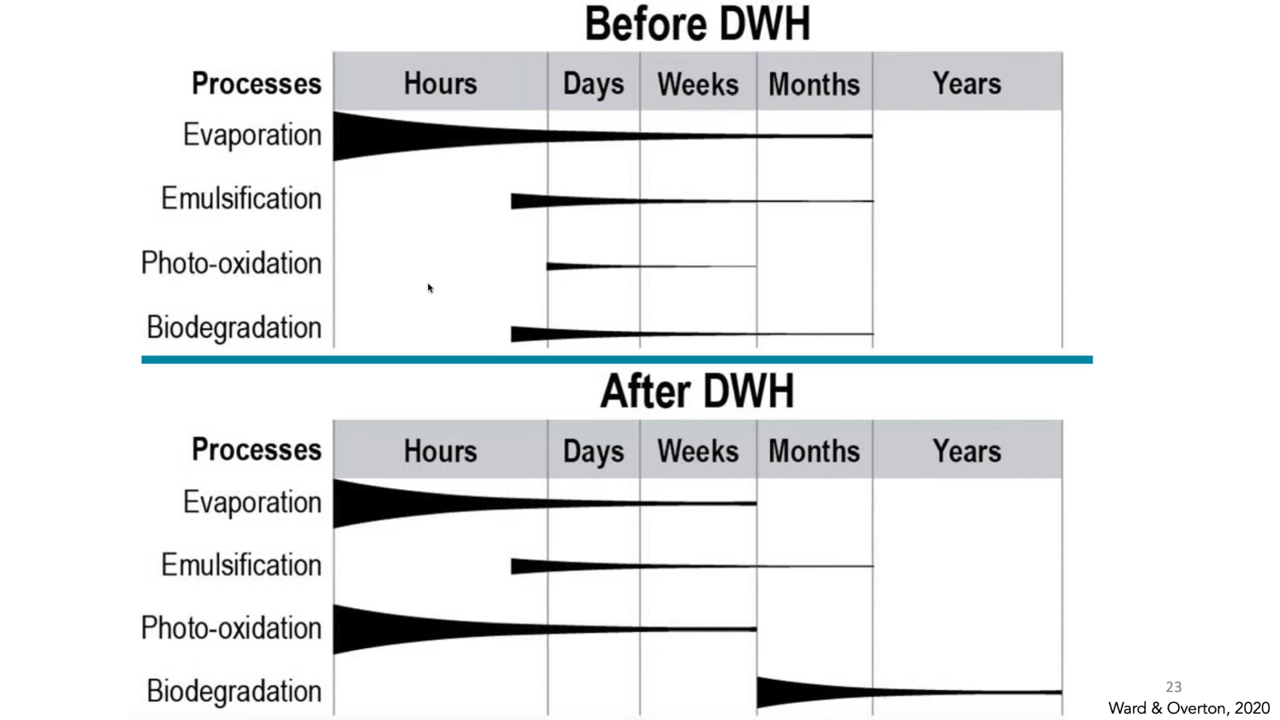 Before DWH
Processes Hours Days Weeks Months Years
Evaporation
Emulsification
Photo-oxidation
Biodegradation
After DWH
Processes Hours Days Weeks Months Years
Evaporation
Emulsification
Photo-oxidation
Biodegradation
23
Ward & Overton, 2020